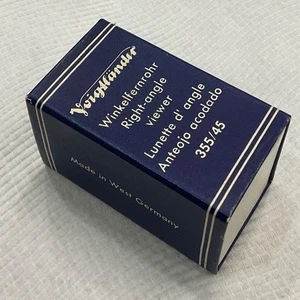 Voigtländer
Winkelfernrohr
Right-angle
viewer
Lunette d' angle
Anteojo acodado
355/45
Made in West Germany